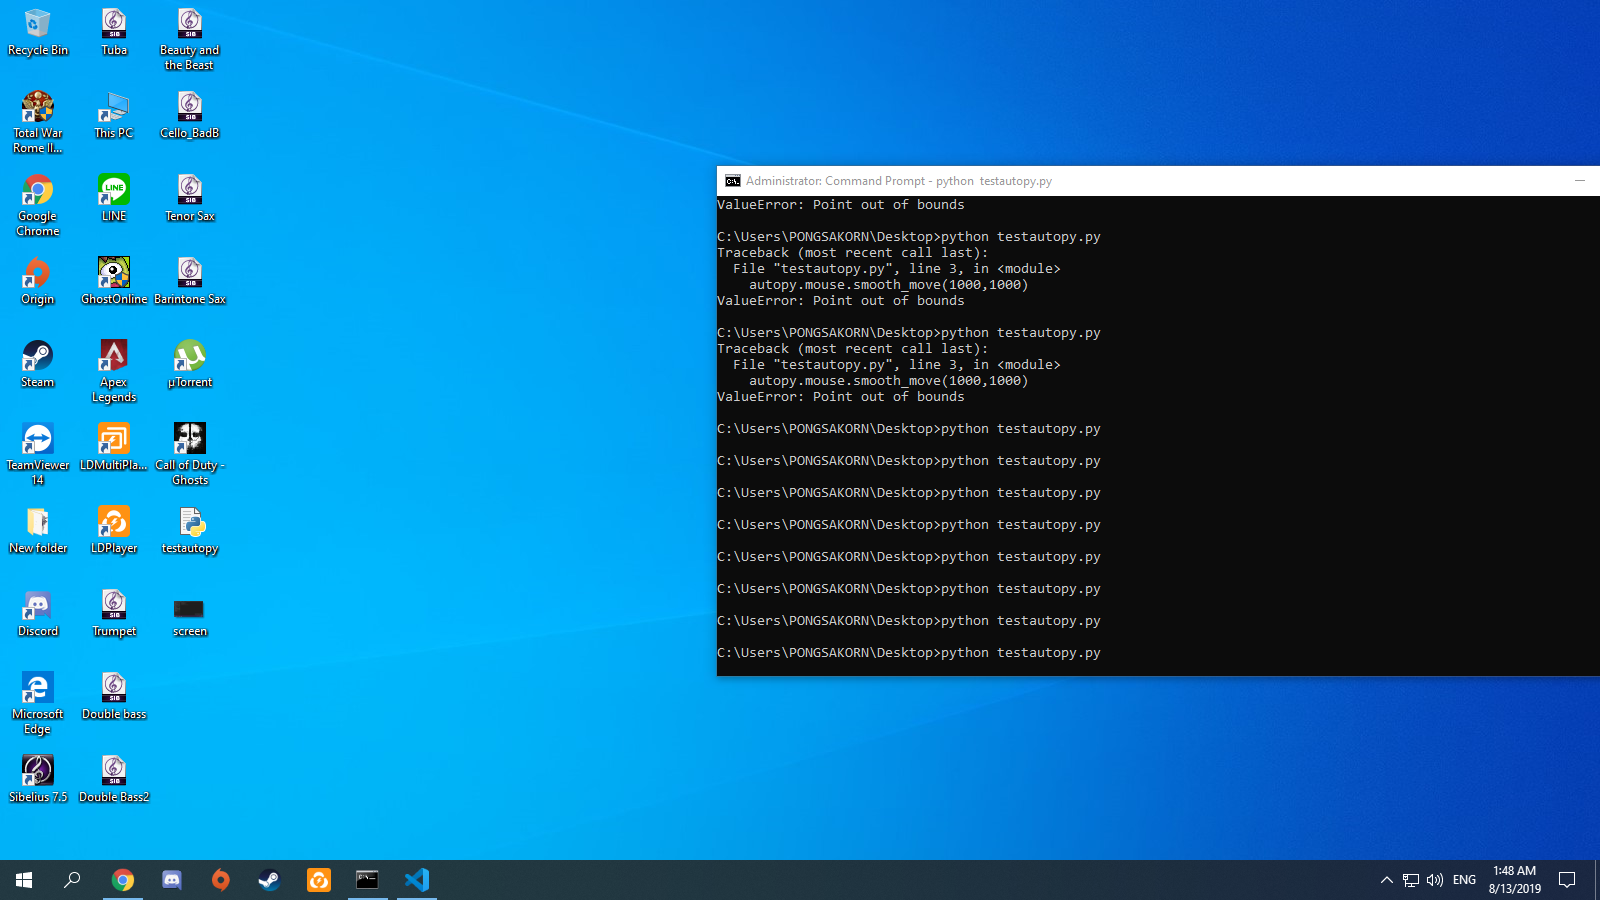 Recycle Bin
Tuba
Beauty and
the Beast
Total War
Rome II...
This PC
Cello_BadB
Google
Chrome
LINE
LINE
Tenor Sax
Origin
GhostOnline
Barintone Sax
Steam
Apex
Legends
µTorrent
TeamViewer
14
LDMultiPla...
Call of Duty -
Ghosts
New folder
LDPlayer
testautopy
Discord
Trumpet
screen
Microsoft
Edge
Double bass
Sibelius 7.5
Double Bass2
SIB
SIB
SIB
SIB
SIB
SIB
SIB
SIB
Administrator: Command Prompt - python  testautopy.py
ValueError: Point out of bounds
C:\Users\PONGSAKORN\Desktop>python testautopy.py
Traceback (most recent call last):
  File "testautopy.py", line 3, in <module>
    autopy.mouse.smooth_move(1000,1000)
ValueError: Point out of bounds
C:\Users\PONGSAKORN\Desktop>python testautopy.py
Traceback (most recent call last):
  File "testautopy.py", line 3, in <module>
    autopy.mouse.smooth_move(1000,1000)
ValueError: Point out of bounds
C:\Users\PONGSAKORN\Desktop>python testautopy.py
C:\Users\PONGSAKORN\Desktop>python testautopy.py
C:\Users\PONGSAKORN\Desktop>python testautopy.py
C:\Users\PONGSAKORN\Desktop>python testautopy.py
C:\Users\PONGSAKORN\Desktop>python testautopy.py
C:\Users\PONGSAKORN\Desktop>python testautopy.py
C:\Users\PONGSAKORN\Desktop>python testautopy.py
C:\Users\PONGSAKORN\Desktop>python testautopy.py
ENG
1:48 AM
8/13/2019